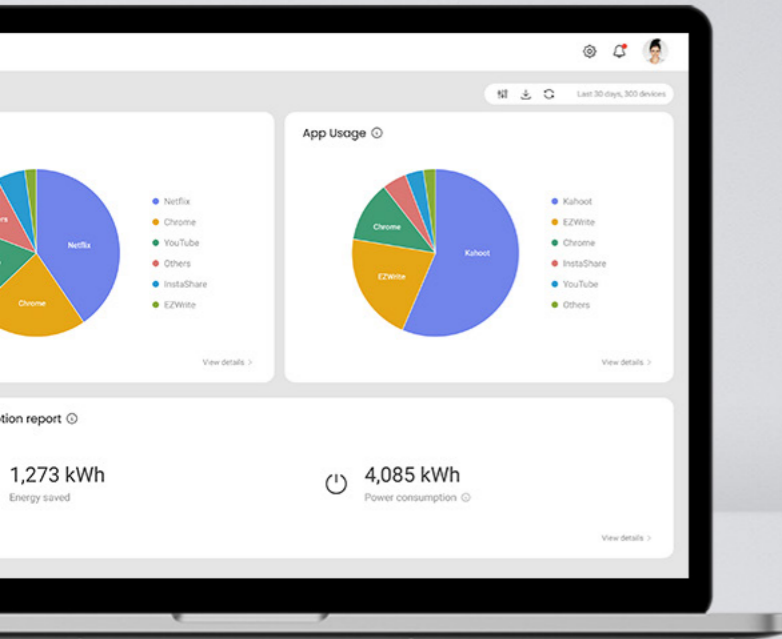 Last 30 days, 300 devices
Netflix
Chrome
Netflix
Chrome
YouTube
Others
InstaShare
EZWrite
View details >
App Usage
Chrome
EZWrite
Kahoot
Kahoot
EZWrite
Chrome
InstaShare
YouTube
Others
View details >
tion report
1,273 kWh
Energy saved
4,085 kWh
Power consumption
View details >